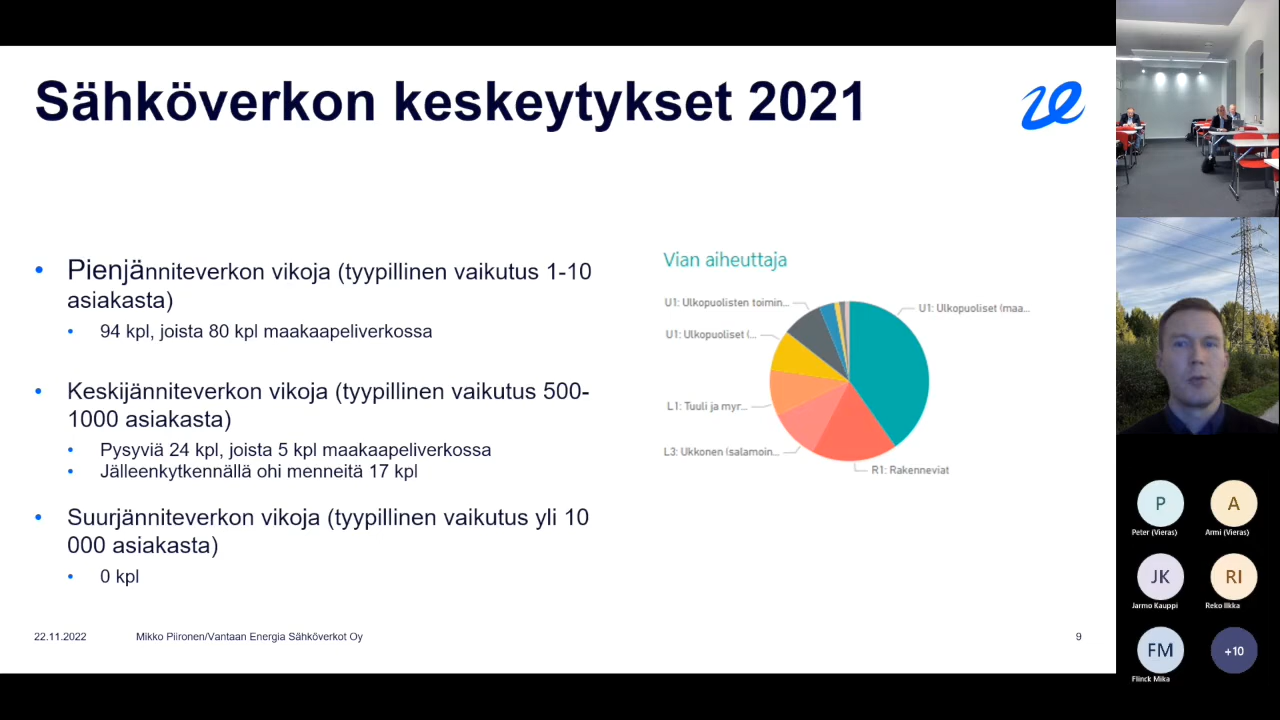 Sähköverkon keskeytykset 2021
• Pienjänniteverkon vikoja (tyypillinen vaikutus 1-10
asiakasta)
• 94 kpl, joista 80 kpl maakaapeliverkossa
• Keskijänniteverkon vikoja (tyypillinen vaikutus 500-
1000 asiakasta)
• Pysyviä 24 kpl, joista 5 kpl maakaapeliverkossa
• Jälleenkytkennällä ohi menneitä 17 kpl
• Suurjänniteverkon vikoja (tyypillinen vaikutus yli 10
000 asiakasta)
• 0 kpl
Vian aiheuttaja
U1: Ulkopuolisten toimin...
U1: Ulkopuoliset (maa...
U1: Ulkopuoliset (...
L1: Tuuli ja myr...
L3: Ukkonen (salamoin...
R1: Rakenneviat
22.11.2022
Mikko Piironen/Vantaan Energia Sähköverkot Oy
9
P
A
Peter (Vieras)
Armi (Vieras)
JK
RI
Jarmo Kauppi
Reko Ilkka
FM
+10
Flinck Mika